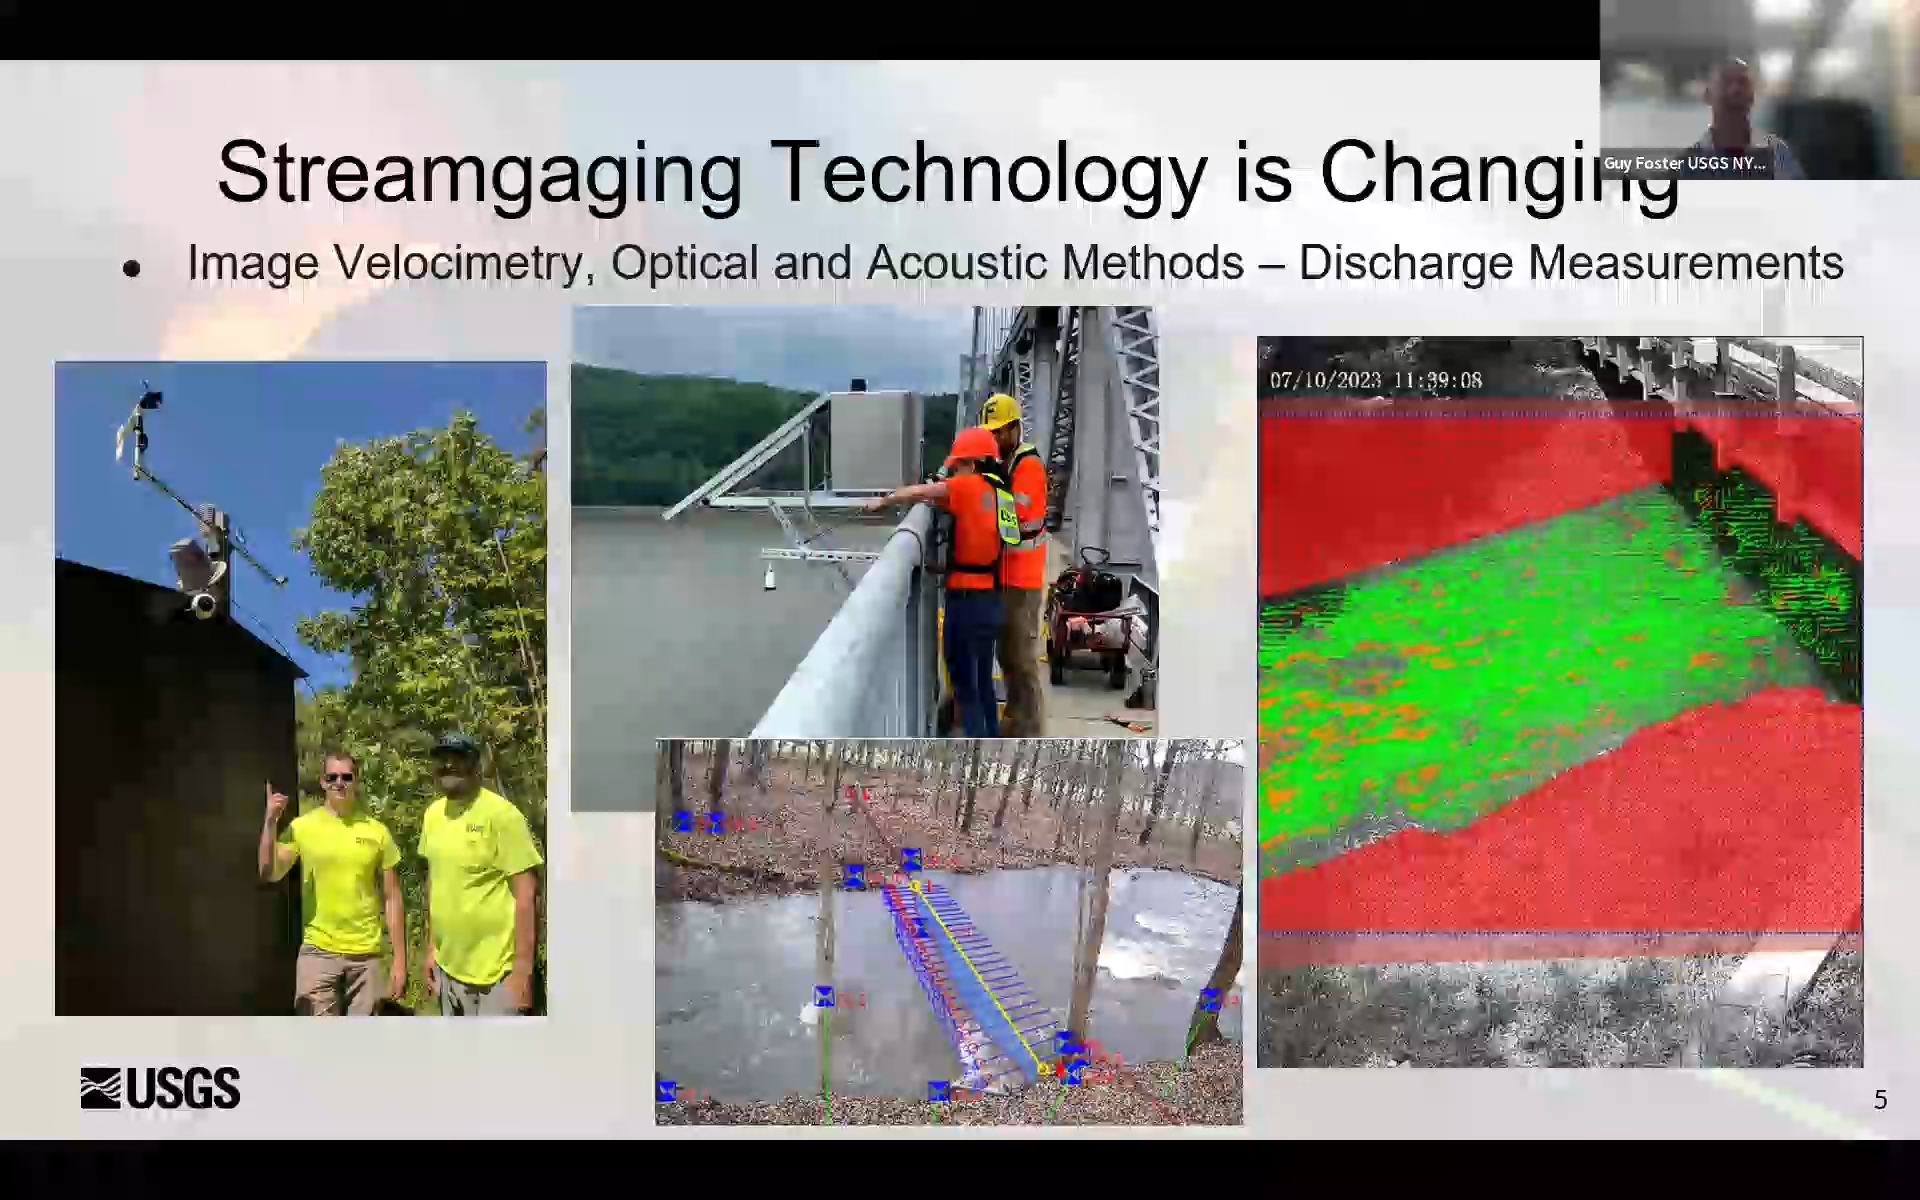 Guy Foster USGS NY...
Streamgaging Technology is Changing
• Image Velocimetry, Optical and Acoustic Methods – Discharge Measurements
07/10/2023 11:39:08
USGS
5